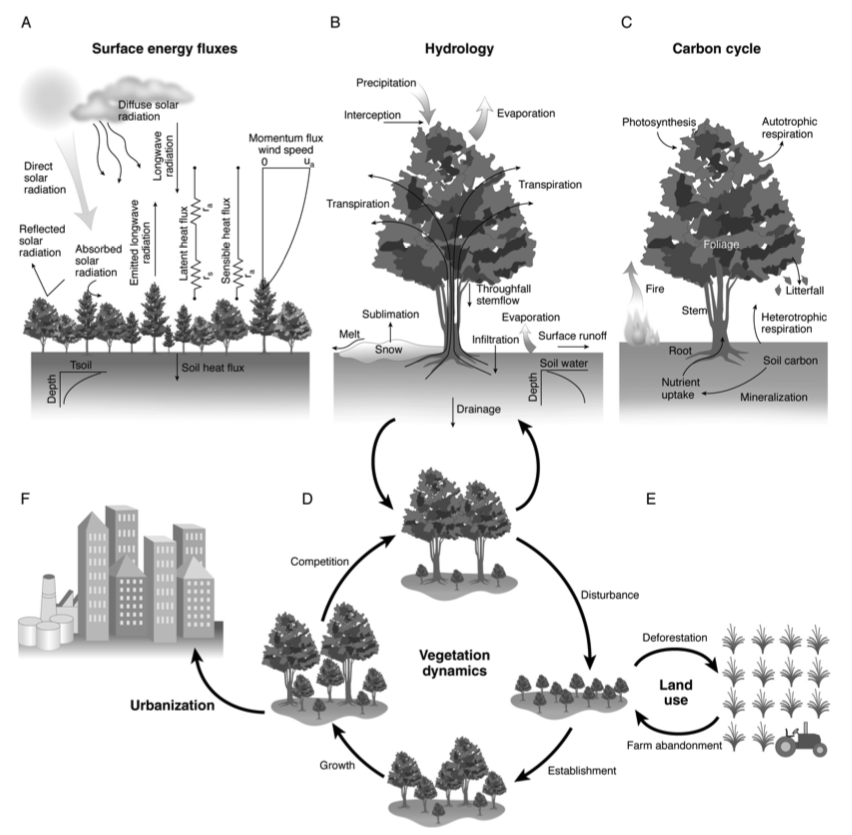 A
Surface energy fluxes
Diffuse solar
radiation
Direct
solar
radiation
Longwave
radiation
Momentum flux
wind speed
0
uₐ
Reflected
solar
radiation
Absorbed
solar
radiation
Emitted longwave
radiation
Latent heat flux
rₐ
rₛ
Sensible heat flux
rₐ
Tsoil
Depth
Soil heat flux
B
Hydrology
Precipitation
Interception
Evaporation
Transpiration
Transpiration
Throughfall
stemflow
Sublimation
Evaporation
Melt
Snow
Infiltration
Surface runoff
Soil water
Depth
Drainage
C
Carbon cycle
Photosynthesis
Autotrophic
respiration
Foliage
Fire
Litterfall
Stem
Heterotrophic
respiration
Root
Soil carbon
Nutrient
uptake
Mineralization
F
Urbanization
D
Competition
Disturbance
Vegetation
dynamics
Growth
Establishment
E
Deforestation
Land
use
Farm abandonment